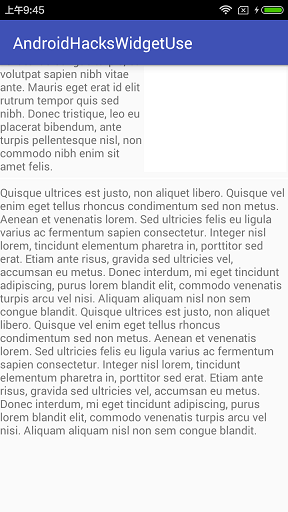 上午9:45
AndroidHacksWidgetUse
volutpat sapien nibh vitae
ante. Mauris eget erat id elit
rutrum tempor quis sed
nibh. Donec tristique, leo eu
placerat bibendum, ante
turpis pellentesque nisl, non
commodo nibh enim sit
amet felis.
Quisque ultrices est justo, non aliquet libero. Quisque vel
enim eget tellus rhoncus condimentum sed non metus.
Aenean et venenatis lorem. Sed ultricies felis eu ligula
varius ac fermentum sapien consectetur. Integer nisl
lorem, tincidunt elementum pharetra in, porttitor sed
erat. Etiam ante risus, gravida sed ultricies vel,
accumsan eu metus. Donec interdum, mi eget tincidunt
adipiscing, purus lorem blandit elit, commodo venenatis
turpis arcu vel nisi. Aliquam aliquam nisl non sem
congue blandit. Quisque ultrices est justo, non aliquet
libero. Quisque vel enim eget tellus rhoncus
condimentum sed non metus. Aenean et venenatis
lorem. Sed ultricies felis eu ligula varius ac fermentum
sapien consectetur. Integer nisl lorem, tincidunt
elementum pharetra in, porttitor sed erat. Etiam ante
risus, gravida sed ultricies vel, accumsan eu metus.
Donec interdum, mi eget tincidunt adipiscing, purus
lorem blandit elit, commodo venenatis turpis arcu vel
nisi. Aliquam aliquam nisl non sem congue blandit.